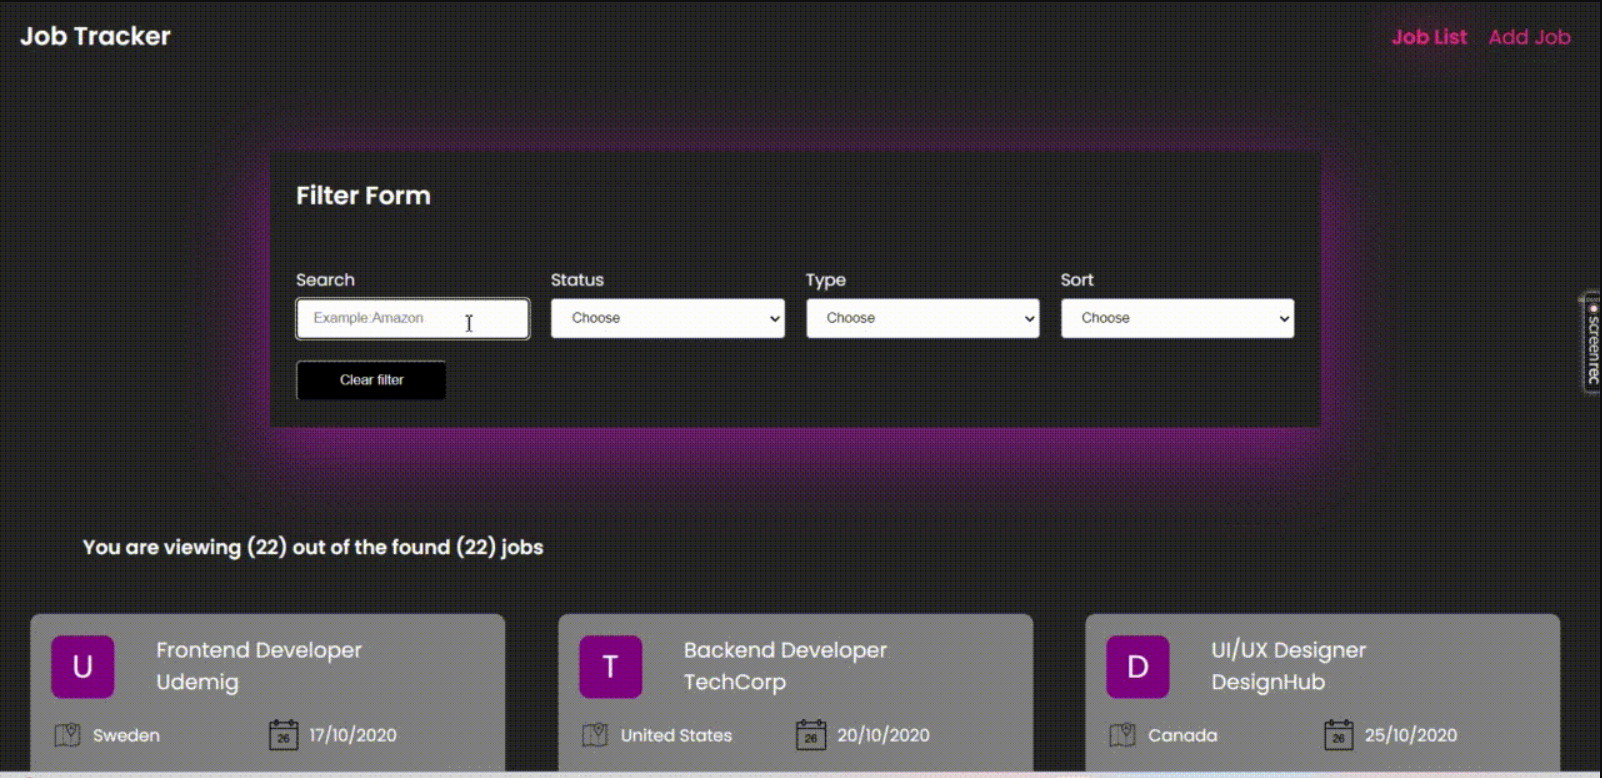 Job Tracker
Job List Add Job
Filter Form
Search Status Type Sort
Example:Amazon Choose Choose Choose
Clear filter
screenrec
You are viewing (22) out of the found (22) jobs
U Frontend Developer
Udemig
26 Sweden 17/10/2020
T Backend Developer
TechCorp
United States 26 20/10/2020
D UI/UX Designer
DesignHub
Canada 26 25/10/2020